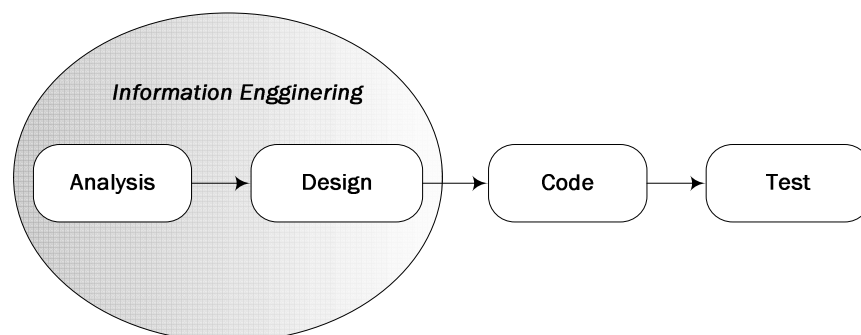 Information Engginering
Analysis
Design
Code
Test